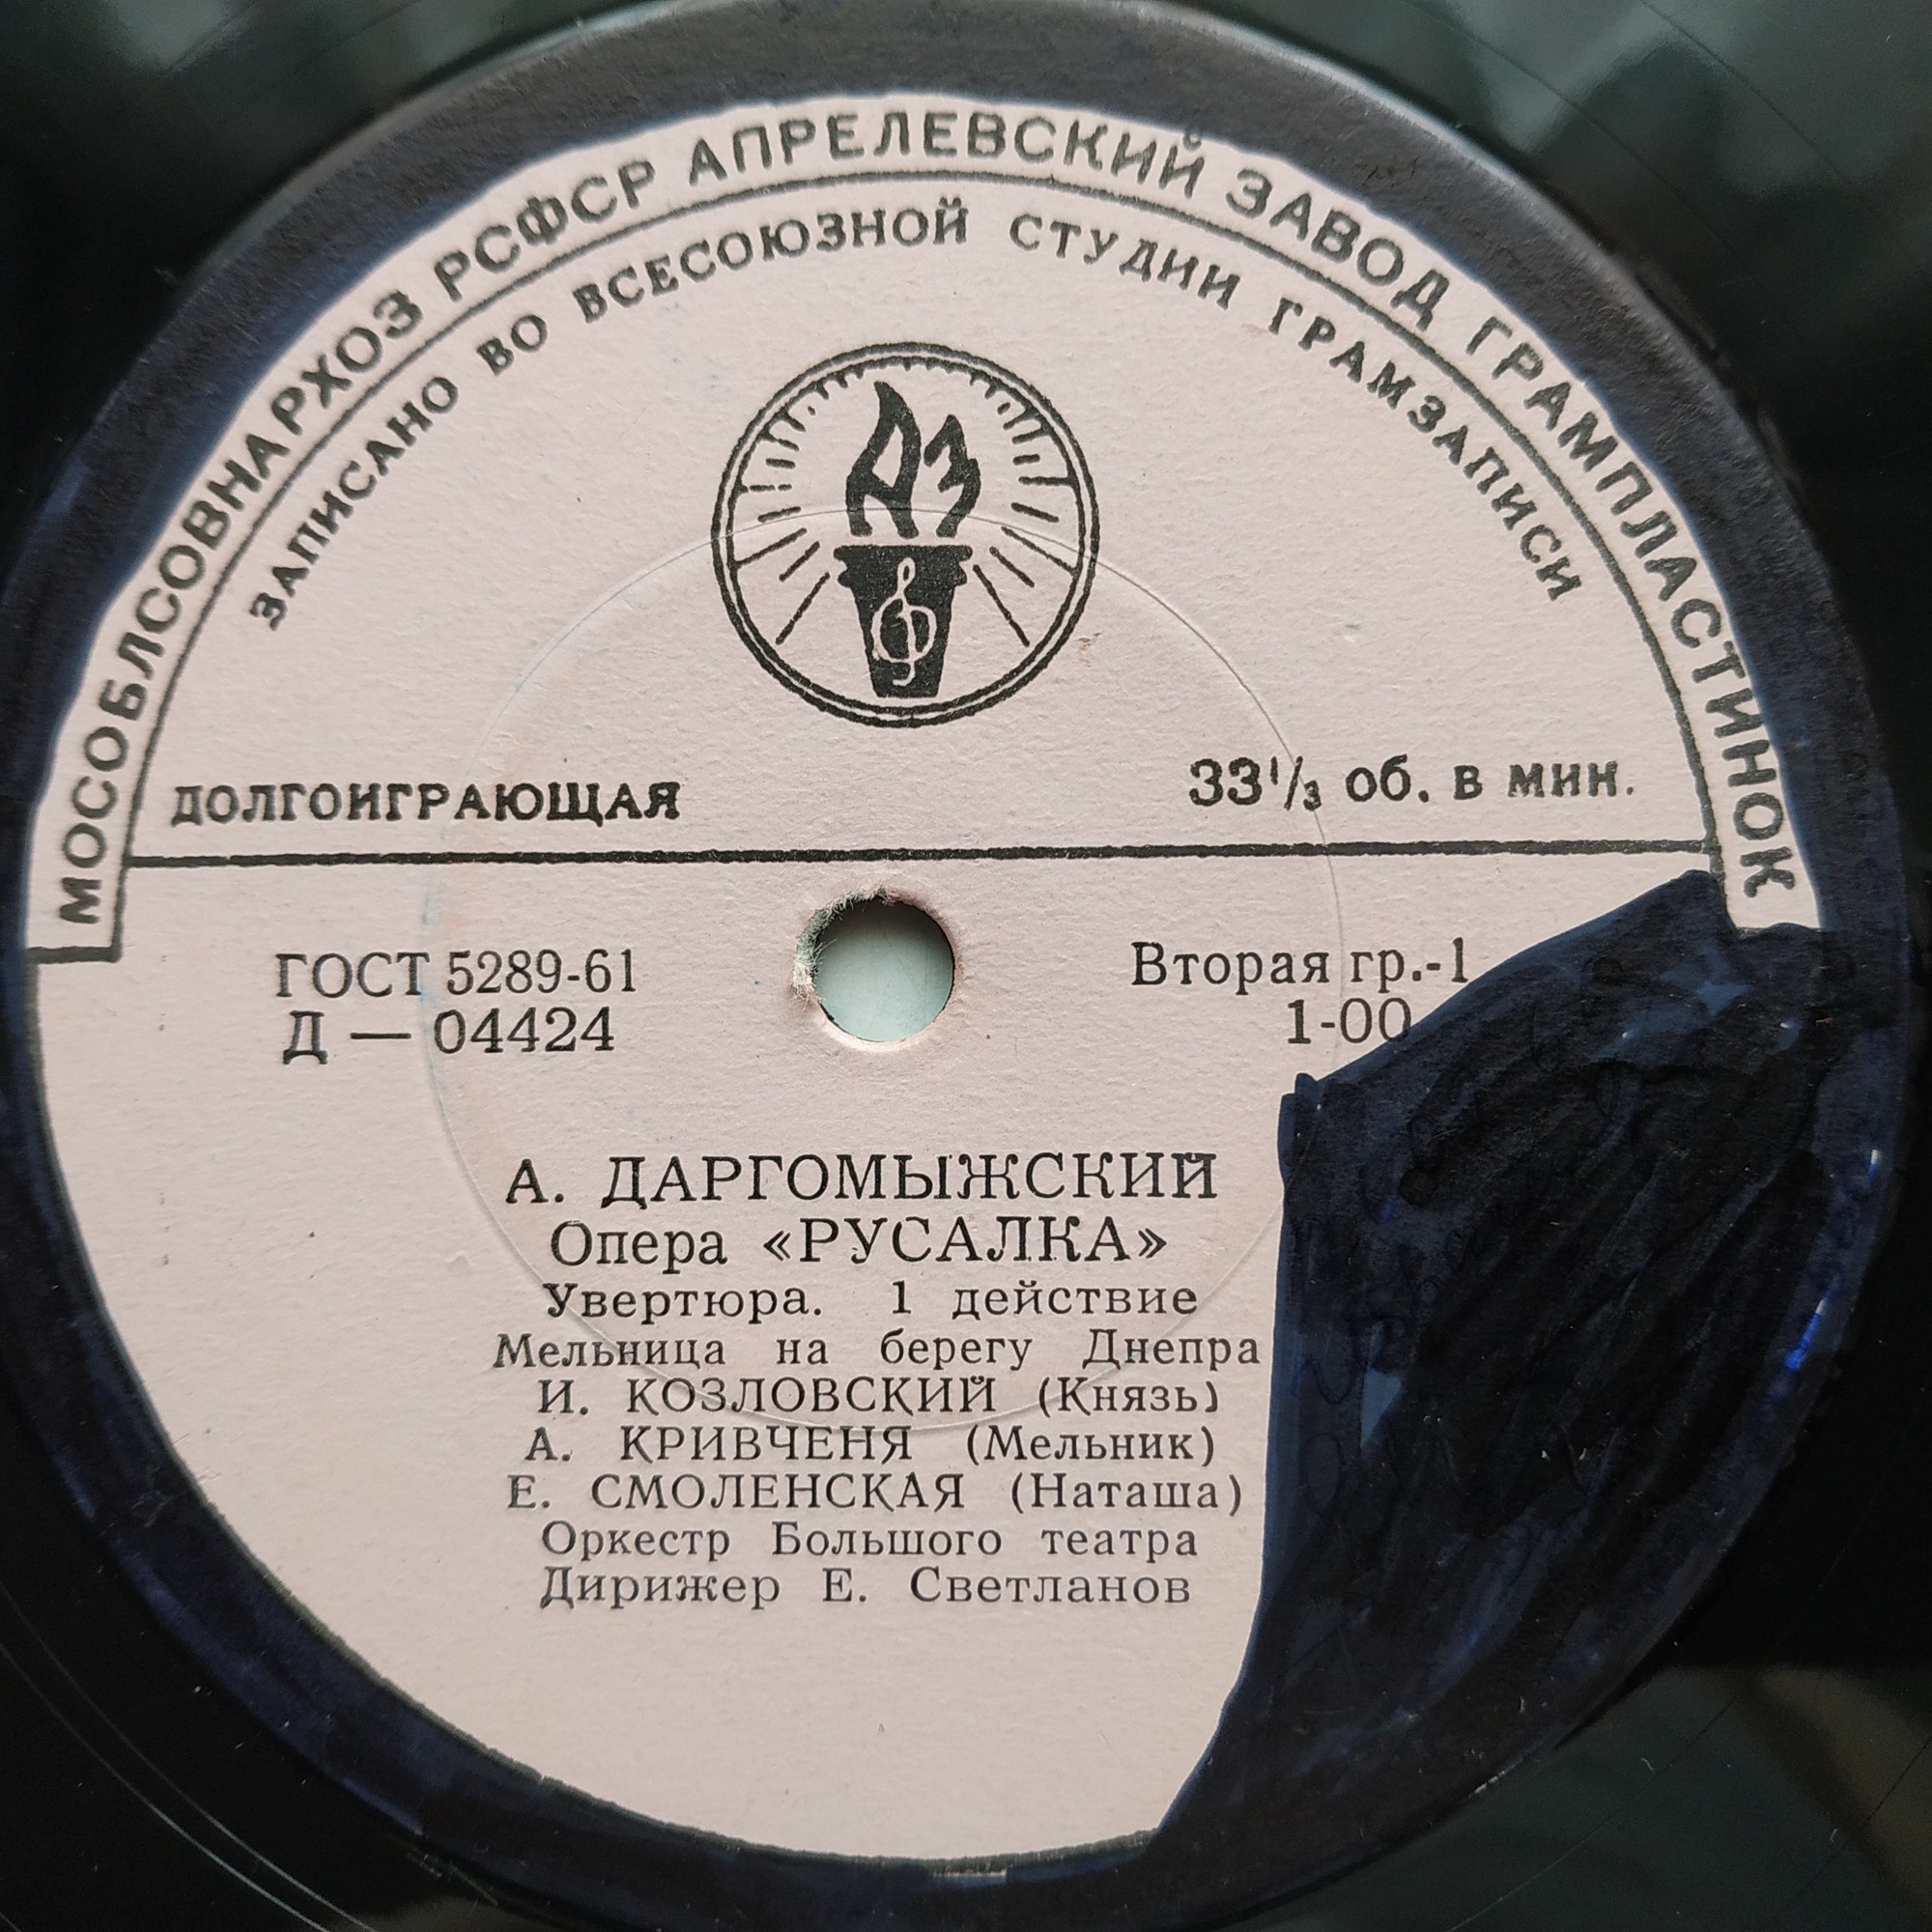 МОСОБЛСОВНАРХОЗ РСФСР АПРЕЛЕВСКИЙ ЗАВОД ГРАМПЛАСТИНОК
ЗАПИСАНО ВО ВСЕСОЮЗНОЙ СТУДИИ ГРАМЗАПИСИ
АЗ
ДОЛГОИГРАЮЩАЯ 33⅓ об. в мин.
ГОСТ 5289-61 Вторая гр.-1
Д — 04424 1-00
А. ДАРГОМЫЖСКИЙ
Опера «РУСАЛКА»
Увертюра. 1 действие
Мельница на берегу Днепра
И. КОЗЛОВСКИЙ (Князь)
А. КРИВЧЕНЯ (Мельник)
Е. СМОЛЕНСКАЯ (Наташа)
Оркестр Большого театра
Дирижер Е. Светланов